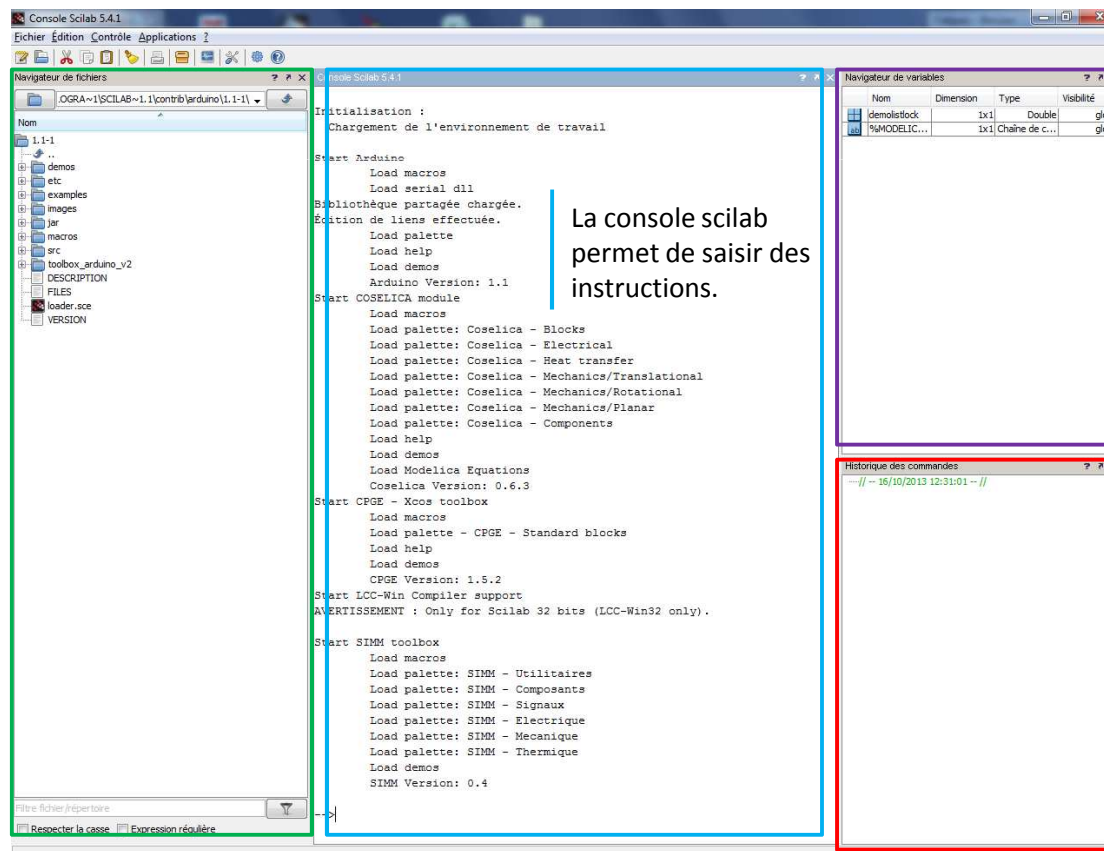 Console Scilab 5.4.1
Fichier Édition Contrôle Applications ?
Navigateur de fichiers
.OGRA~1\SCILAB~1.1\contrib\arduino\1.1-1\
Nom
1.1-1
..
demos
etc
examples
images
jar
macros
src
toolbox_arduino_v2
DESCRIPTION
FILES
loader.sce
VERSION
Filtre fichier/répertoire
Respecter la casse Expression régulière
Console Scilab 5.4.1
Initialisation :
Chargement de l'environnement de travail
Start Arduino
Load macros
Load serial dll
Bibliothèque partagée chargée.
Édition de liens effectuée.
Load palette
Load help
Load demos
Arduino Version: 1.1
Start COSELICA module
Load macros
Load palette: Coselica - Blocks
Load palette: Coselica - Electrical
Load palette: Coselica - Heat transfer
Load palette: Coselica - Mechanics/Translational
Load palette: Coselica - Mechanics/Rotational
Load palette: Coselica - Mechanics/Planar
Load palette: Coselica - Components
Load help
Load demos
Load Modelica Equations
Coselica Version: 0.6.3
Start CPGE - Xcos toolbox
Load macros
Load palette - CPGE - Standard blocks
Load help
Load demos
CPGE Version: 1.5.2
Start LCC-Win Compiler support
AVERTISSEMENT : Only for Scilab 32 bits (LCC-Win32 only).
Start SIMM toolbox
Load macros
Load palette: SIMM - Utilitaires
Load palette: SIMM - Composants
Load palette: SIMM - Signaux
Load palette: SIMM - Electrique
Load palette: SIMM - Mecanique
Load palette: SIMM - Thermique
Load demos
SIMM Version: 0.4
-->
La console scilab
permet de saisir des
instructions.
Navigateur de variables
Nom Dimension Type Visibilité
demolistlock 1x1 Double gl
%MODELIC... 1x1 Chaîne de c... gl
Historique des commandes
// -- 16/10/2013 12:31:01 -- //